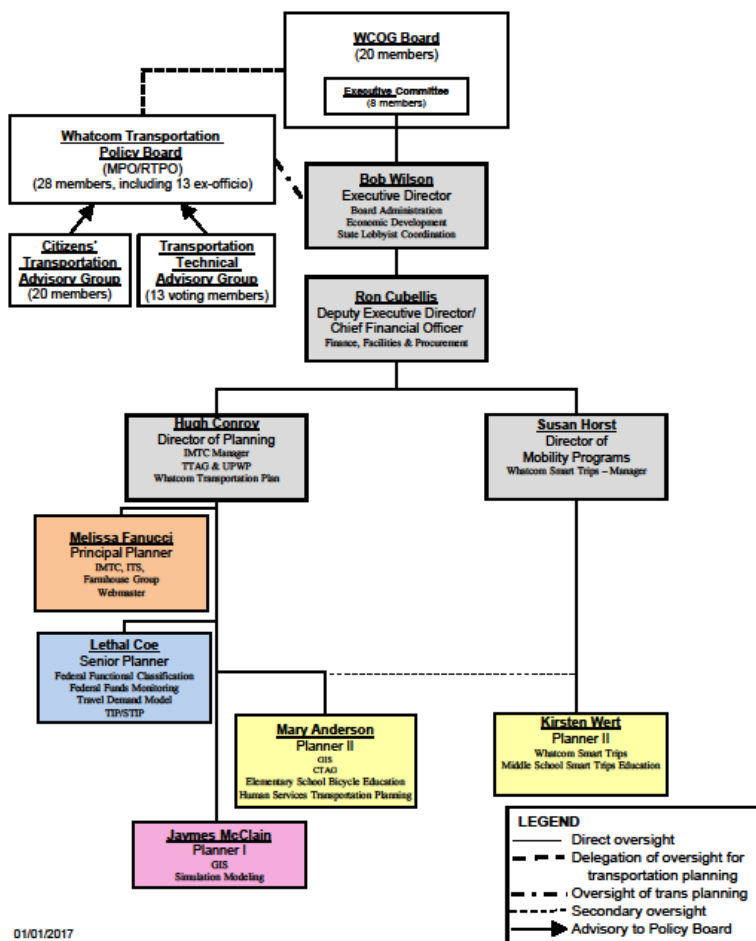 WCOG Board
(20 members)
Executive Committee
(8 members)
Whatcom Transportation
Policy Board
(MPO/RTPO)
(28 members, including 13 ex-officio)
Citizens'
Transportation
Advisory Group
(20 members)
Transportation
Technical
Advisory Group
(13 voting members)
Bob Wilson
Executive Director
Board Administration
Economic Development
State Lobbyist Coordination
Ron Cubellis
Deputy Executive Director/
Chief Financial Officer
Finance, Facilities & Procurement
Hugh Conroy
Director of Planning
IMTC Manager
TTAG & UPWP
Whatcom Transportation Plan
Susan Horst
Director of
Mobility Programs
Whatcom Smart Trips – Manager
Melissa Fanucci
Principal Planner
IMTC, ITS,
Farmhouse Group
Webmaster
Lethal Coe
Senior Planner
Federal Functional Classification
Federal Funds Monitoring
Travel Demand Model
TIP/STIP
Mary Anderson
Planner II
GIS
CTAG
Elementary School Bicycle Education
Human Services Transportation Planning
Kirsten Wert
Planner II
Whatcom Smart Trips
Middle School Smart Trips Education
Jaymes McClain
Planner I
GIS
Simulation Modeling
LEGEND
Direct oversight
Delegation of oversight for
transportation planning
Oversight of trans planning
Secondary oversight
Advisory to Policy Board
01/01/2017